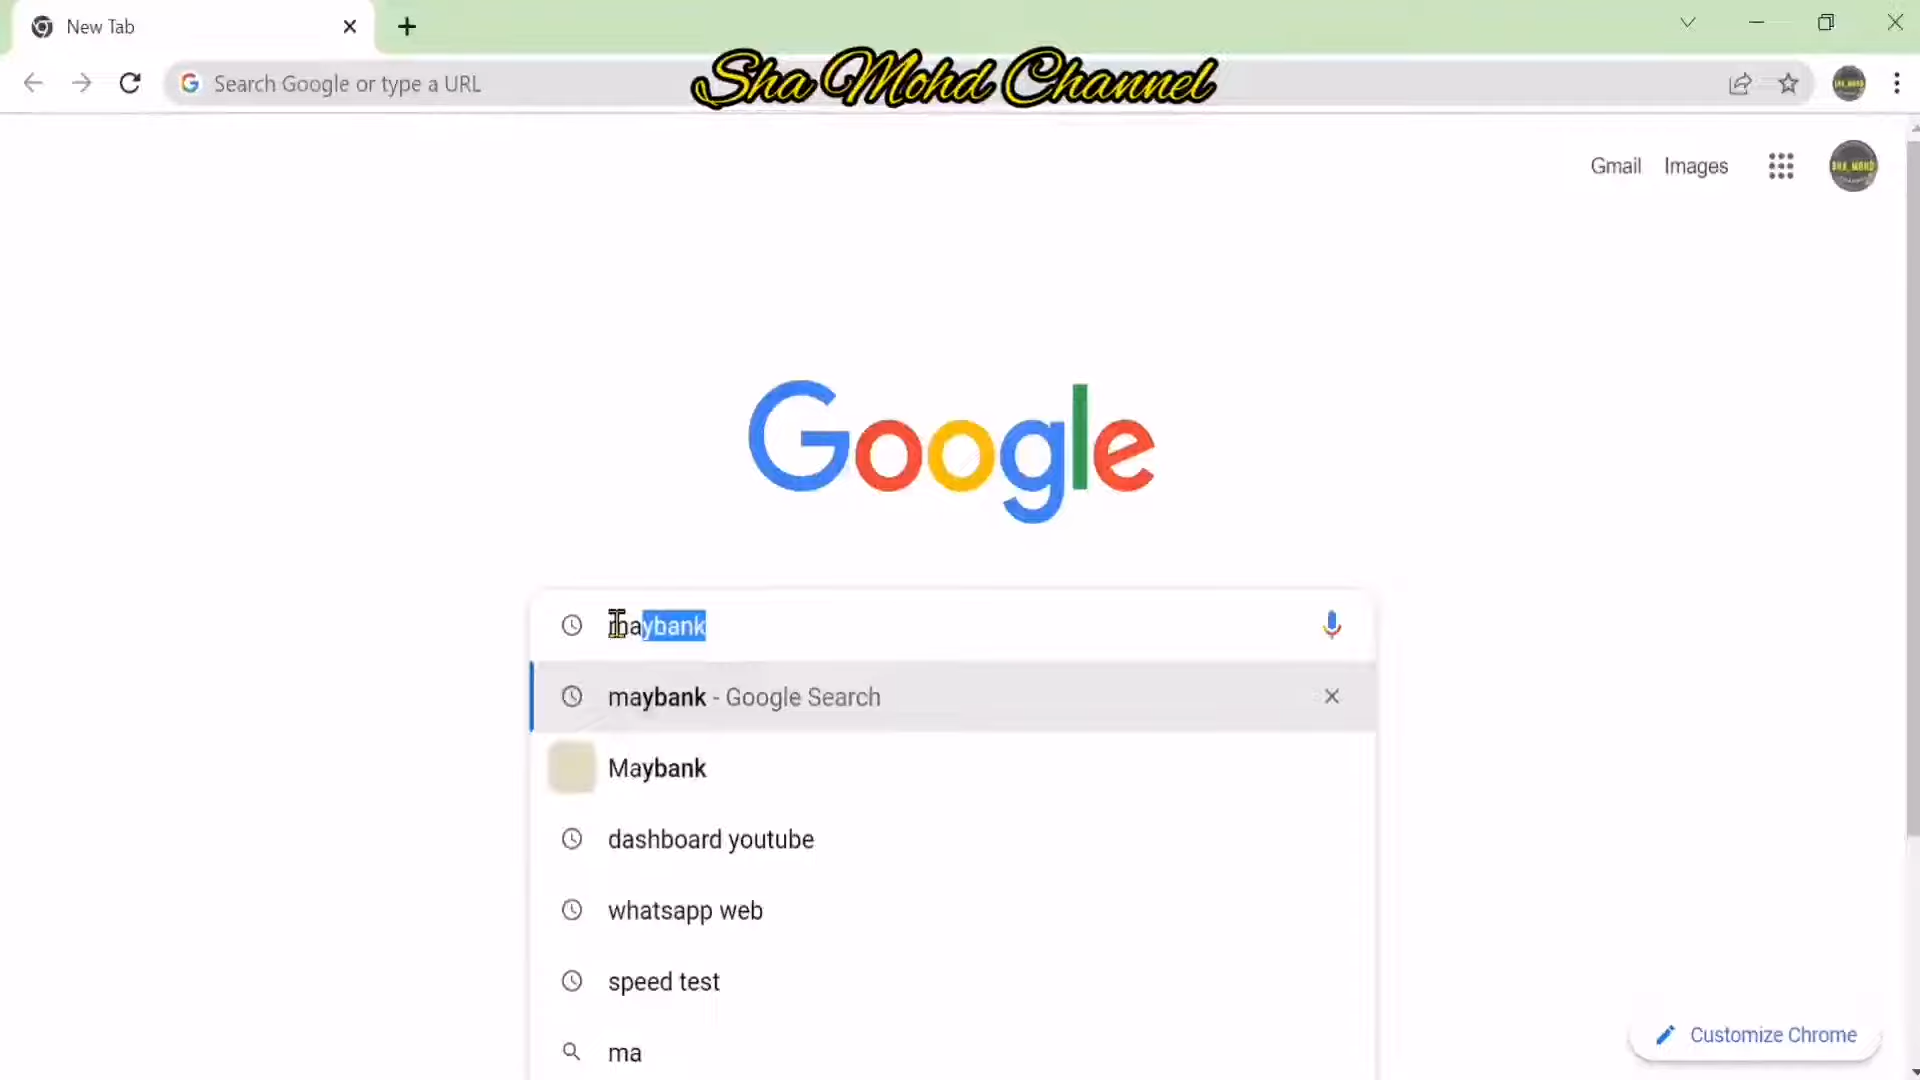 New Tab
Search Google or type a URL
Sha Mohd Channel
Gmail Images
SHA_MOHD
Google
maybank
maybank - Google Search
Maybank
dashboard youtube
whatsapp web
speed test
ma
Customize Chrome